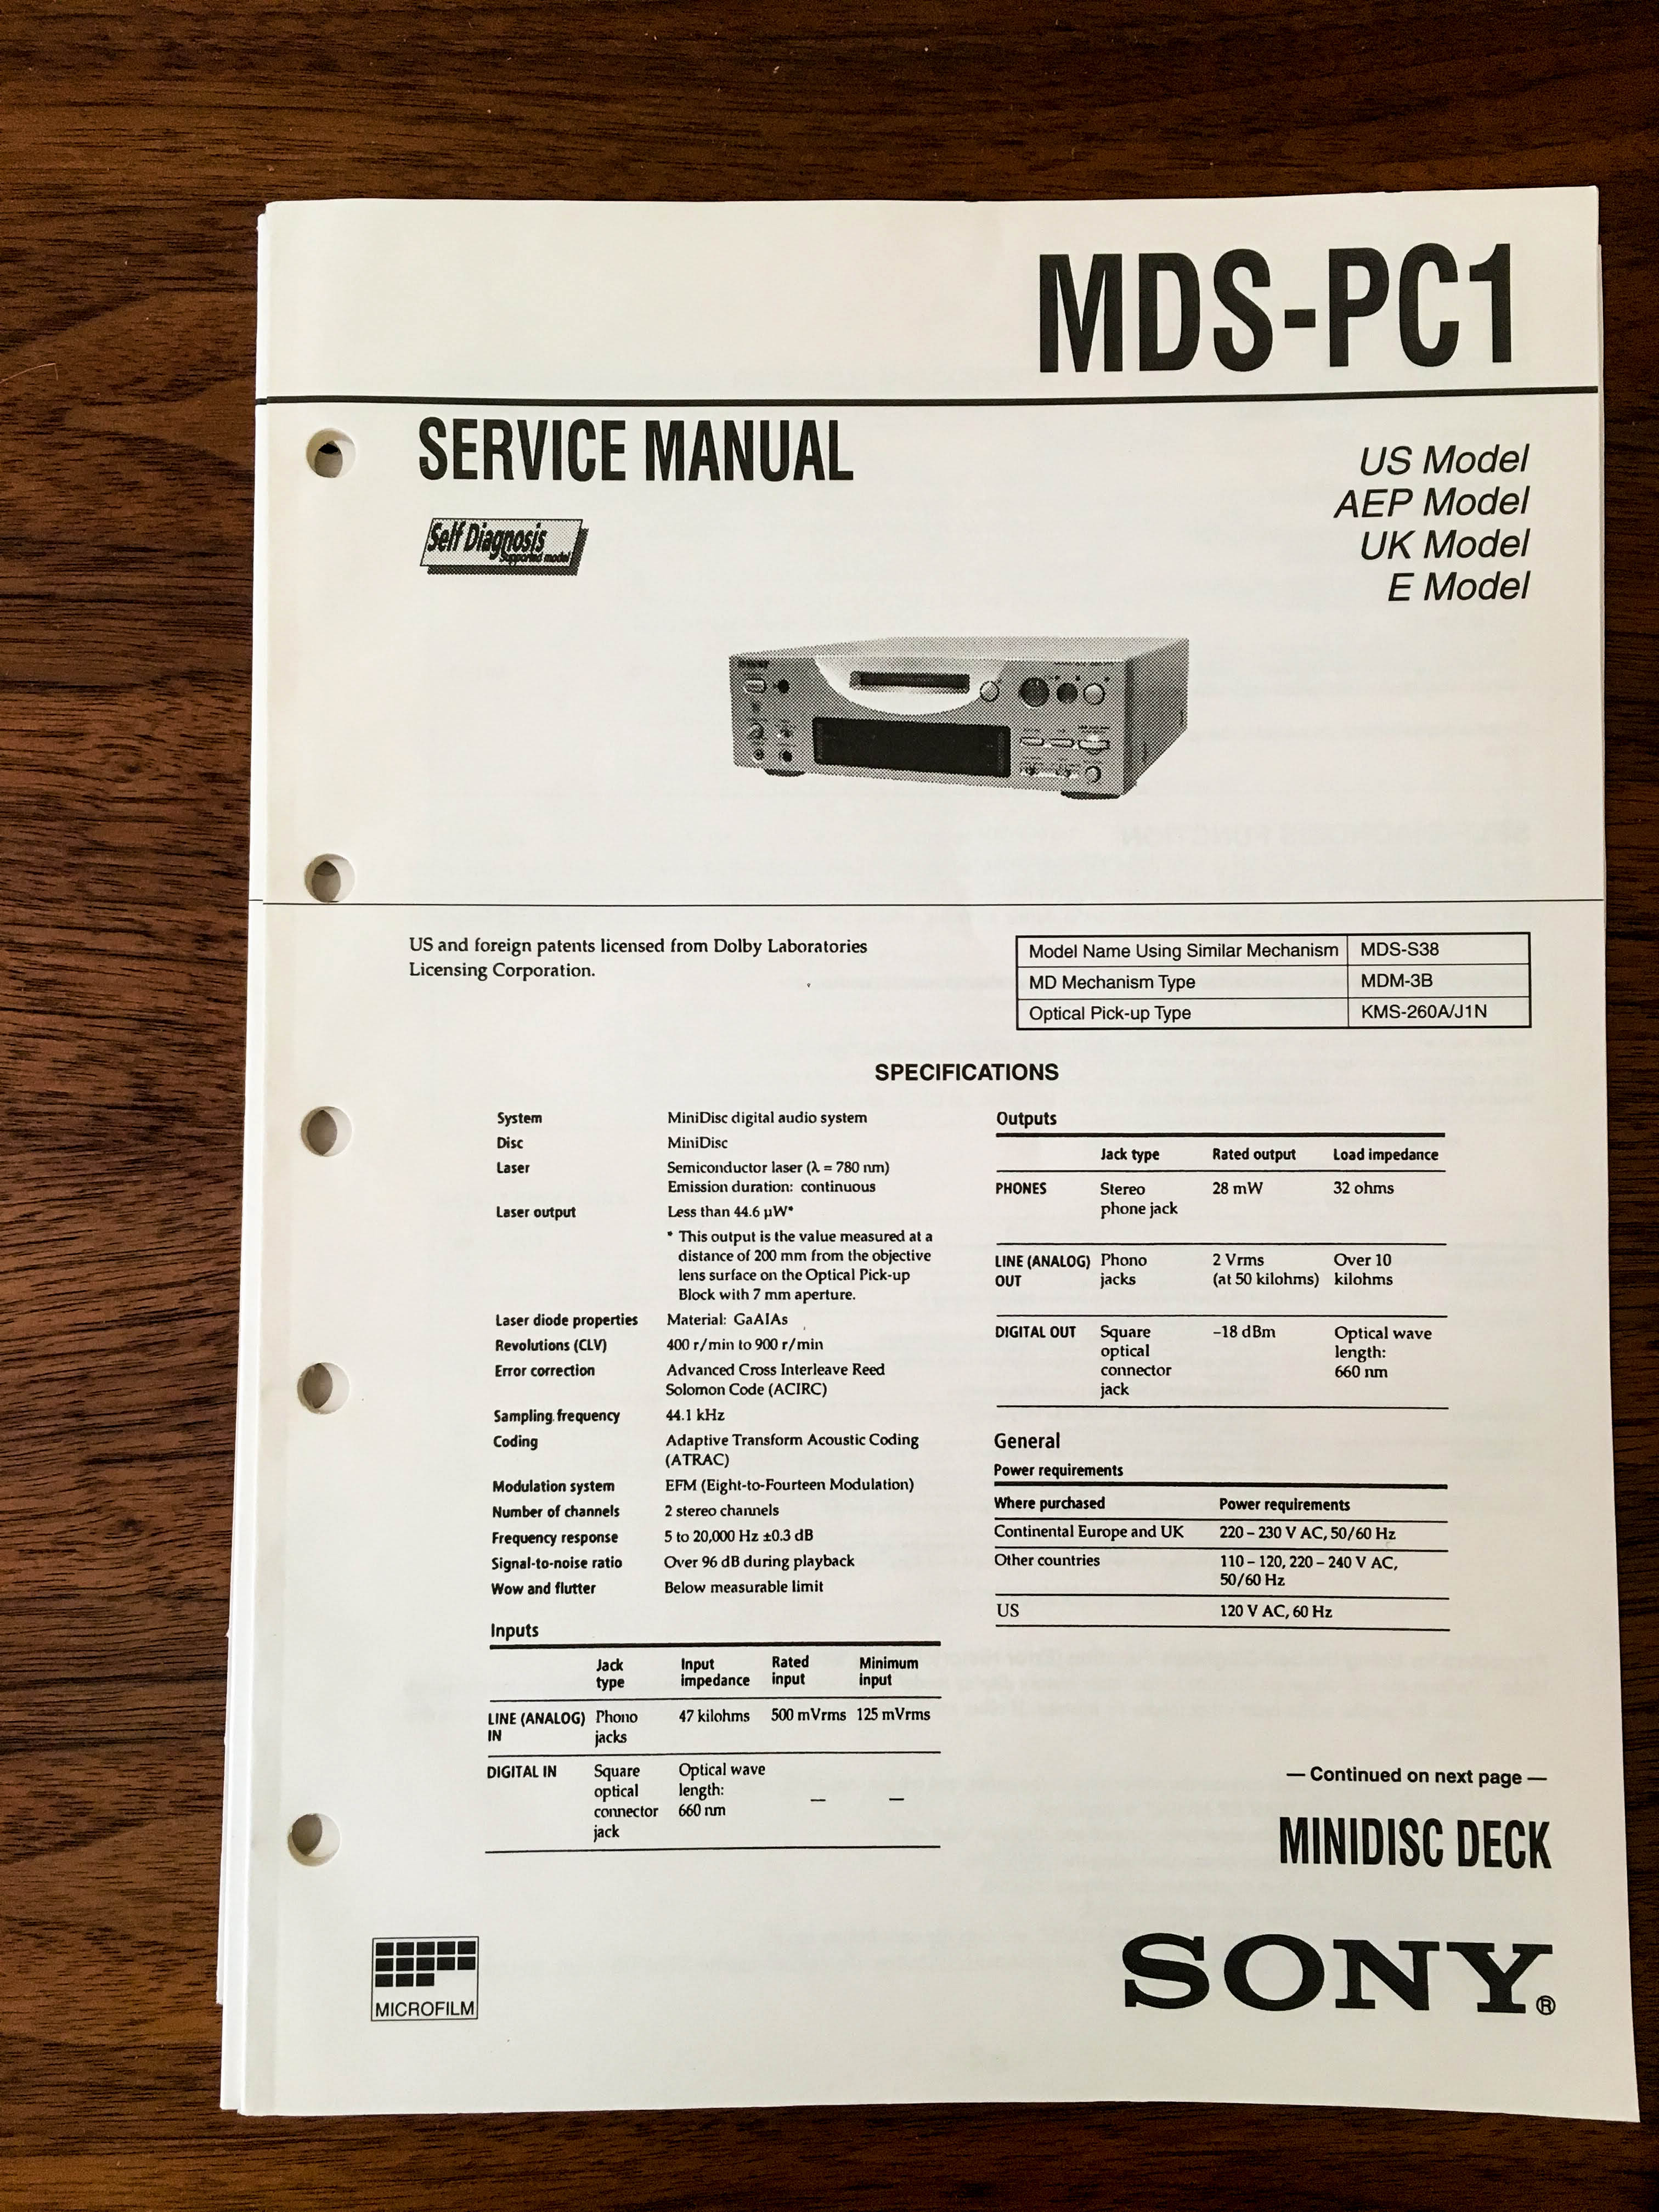 MDS-PC1
SERVICE MANUAL
Self Diagnosis
Supported model
US Model
AEP Model
UK Model
E Model
US and foreign patents licensed from Dolby Laboratories
Licensing Corporation.
Model Name Using Similar Mechanism MDS-S38
MD Mechanism Type MDM-3B
Optical Pick-up Type KMS-260A/J1N
SPECIFICATIONS
System MiniDisc digital audio system
Disc MiniDisc
Laser Semiconductor laser (λ = 780 nm)
Emission duration: continuous
Laser output Less than 44.6 µW*
* This output is the value measured at a
distance of 200 mm from the objective
lens surface on the Optical Pick-up
Block with 7 mm aperture.
Laser diode properties Material: GaAlAs
Revolutions (CLV) 400 r/min to 900 r/min
Error correction Advanced Cross Interleave Reed
Solomon Code (ACIRC)
Sampling frequency 44.1 kHz
Coding Adaptive Transform Acoustic Coding
(ATRAC)
Modulation system EFM (Eight-to-Fourteen Modulation)
Number of channels 2 stereo channels
Frequency response 5 to 20,000 Hz ±0.3 dB
Signal-to-noise ratio Over 96 dB during playback
Wow and flutter Below measurable limit
Inputs
Jack Input Rated Minimum
type impedance input input
LINE (ANALOG) Phono 47 kilohms 500 mVrms 125 mVrms
IN jacks
DIGITAL IN Square Optical wave
optical length: — —
connector 660 nm
jack
Outputs
Jack type Rated output Load impedance
PHONES Stereo 28 mW 32 ohms
phone jack
LINE (ANALOG) Phono 2 Vrms Over 10
OUT jacks (at 50 kilohms) kilohms
DIGITAL OUT Square –18 dBm Optical wave
optical length:
connector 660 nm
jack
General
Power requirements
Where purchased Power requirements
Continental Europe and UK 220 – 230 V AC, 50/60 Hz
Other countries 110 – 120, 220 – 240 V AC,
50/60 Hz
US 120 V AC, 60 Hz
— Continued on next page —
MINIDISC DECK
MICROFILM
SONY®